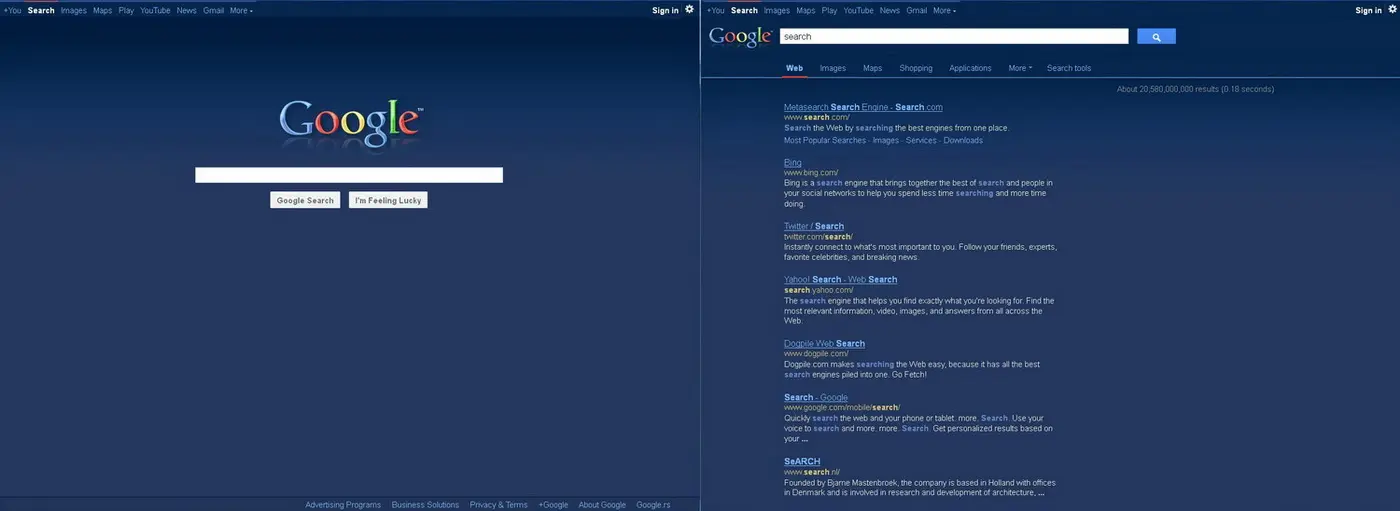 +You Search Images Maps Play YouTube News Gmail More
Sign in
Google™
Google Search
I'm Feeling Lucky
Advertising Programs Business Solutions Privacy & Terms +Google About Google Google.rs
+You Search Images Maps Play YouTube News Gmail More
Sign in
Google™
search
Web Images Maps Shopping Applications More Search tools
About 20,580,000,000 results (0.18 seconds)
Metasearch Search Engine - Search.com
www.search.com/
Search the Web by searching the best engines from one place.
Most Popular Searches - Images - Services - Downloads
Bing
www.bing.com/
Bing is a search engine that brings together the best of search and people in
your social networks to help you spend less time searching and more time
doing.
Twitter / Search
twitter.com/search/
Instantly connect to what's most important to you. Follow your friends, experts,
favorite celebrities, and breaking news.
Yahoo! Search - Web Search
search.yahoo.com/
The search engine that helps you find exactly what you're looking for. Find the
most relevant information, video, images, and answers from all across the
Web.
Dogpile Web Search
www.dogpile.com/
Dogpile.com makes searching the Web easy, because it has all the best
search engines piled into one. Go Fetch!
Search - Google
www.google.com/mobile/search/
Quickly search the web and your phone or tablet. more. Search. Use your
voice to search and more. more. Search. Get personalized results based on
your ...
SeARCH
www.search.nl/
Founded by Bjarne Mastenbroek, the company is based in Holland with offices
in Denmark and is involved in research and development of architecture, ...